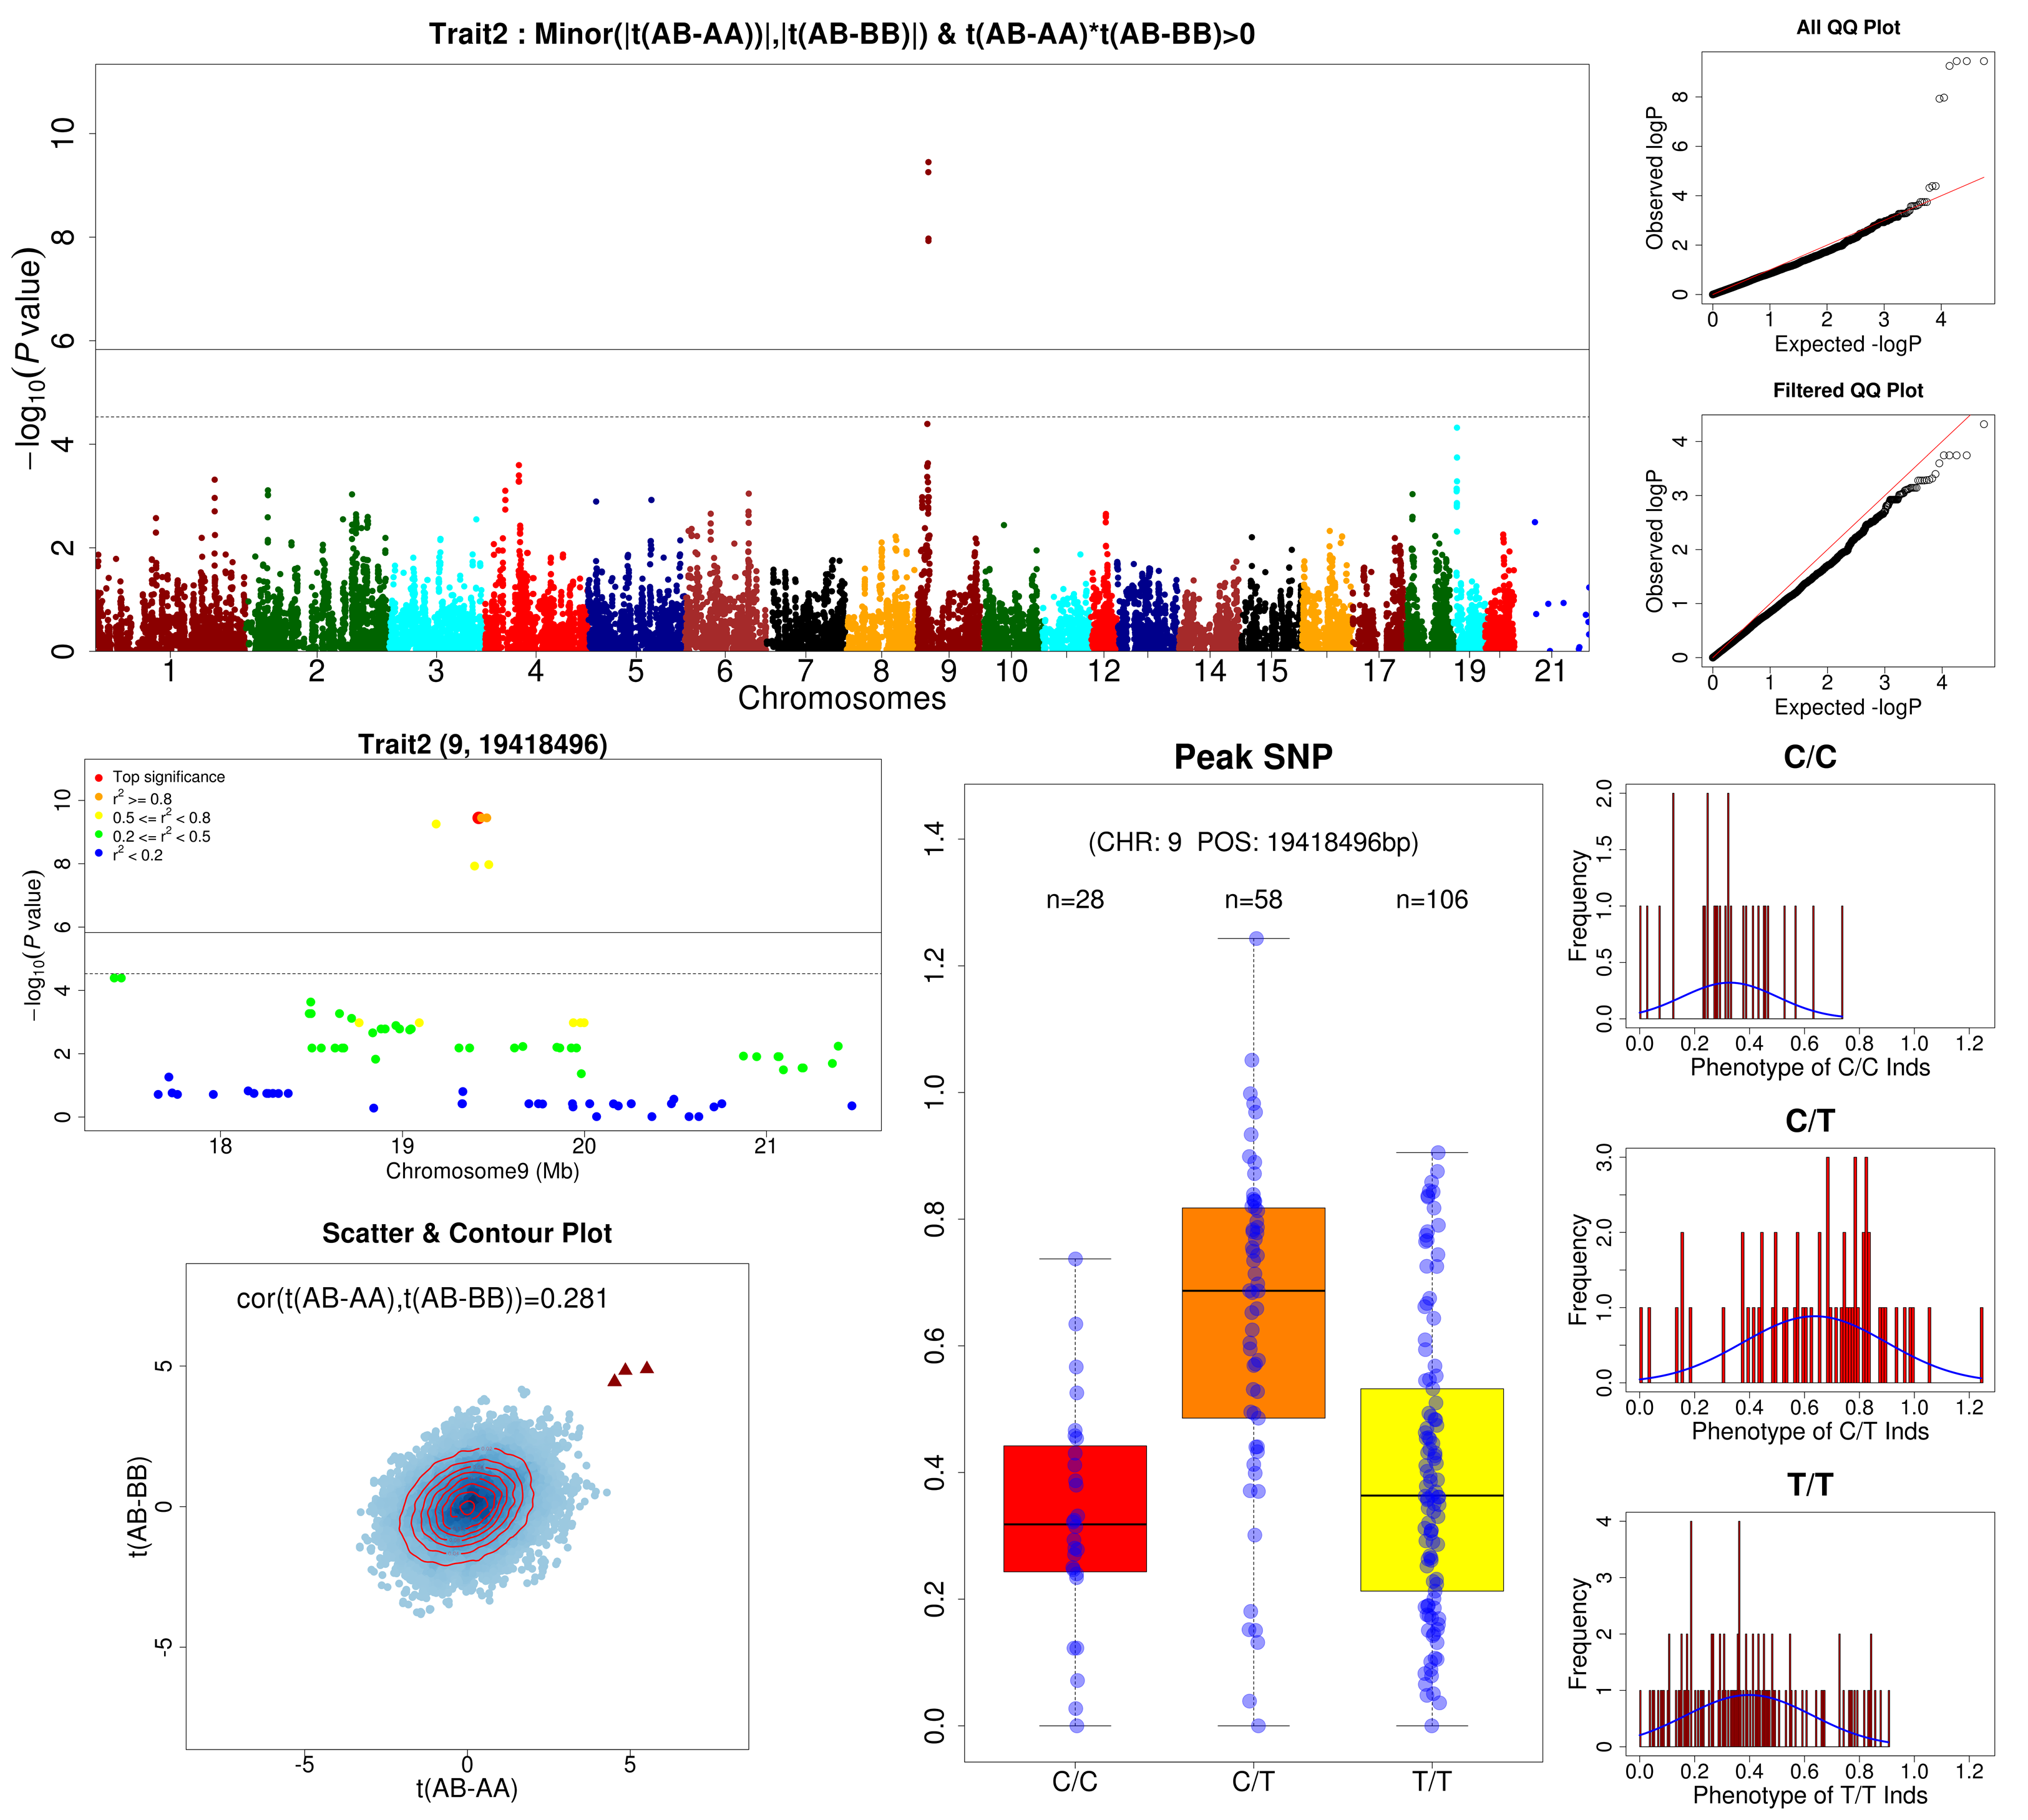 Trait2 : Minor(|t(AB-AA))|,|t(AB-BB)|) & t(AB-AA)*t(AB-BB)>0
−log10(P value)
10
8
6
4
2
0
1 2 3 4 5 6 7 8 9 10 12 14 15 17 19 21
Chromosomes
All QQ Plot
Observed logP
8
6
4
2
0
0 1 2 3 4
Expected -logP
Filtered QQ Plot
Observed logP
4
3
2
1
0
0 1 2 3 4
Expected -logP
Trait2 (9, 19418496)
Top significance
r2 >= 0.8
0.5 <= r2 < 0.8
0.2 <= r2 < 0.5
r2 < 0.2
−log10(P value)
10
8
6
4
2
0
18 19 20 21
Chromosome9 (Mb)
Scatter & Contour Plot
cor(t(AB-AA),t(AB-BB))=0.281
t(AB-BB)
5
0
-5
-5 0 5
t(AB-AA)
Peak SNP
(CHR: 9 POS: 19418496bp)
n=28 n=58 n=106
1.4
1.2
1.0
0.8
0.6
0.4
0.2
0.0
C/C C/T T/T
C/C
Frequency
2.0
1.5
1.0
0.5
0.0
0.0 0.2 0.4 0.6 0.8 1.0 1.2
Phenotype of C/C Inds
C/T
Frequency
3.0
2.0
1.0
0.0
0.0 0.2 0.4 0.6 0.8 1.0 1.2
Phenotype of C/T Inds
T/T
Frequency
4
3
2
1
0
0.0 0.2 0.4 0.6 0.8 1.0 1.2
Phenotype of T/T Inds